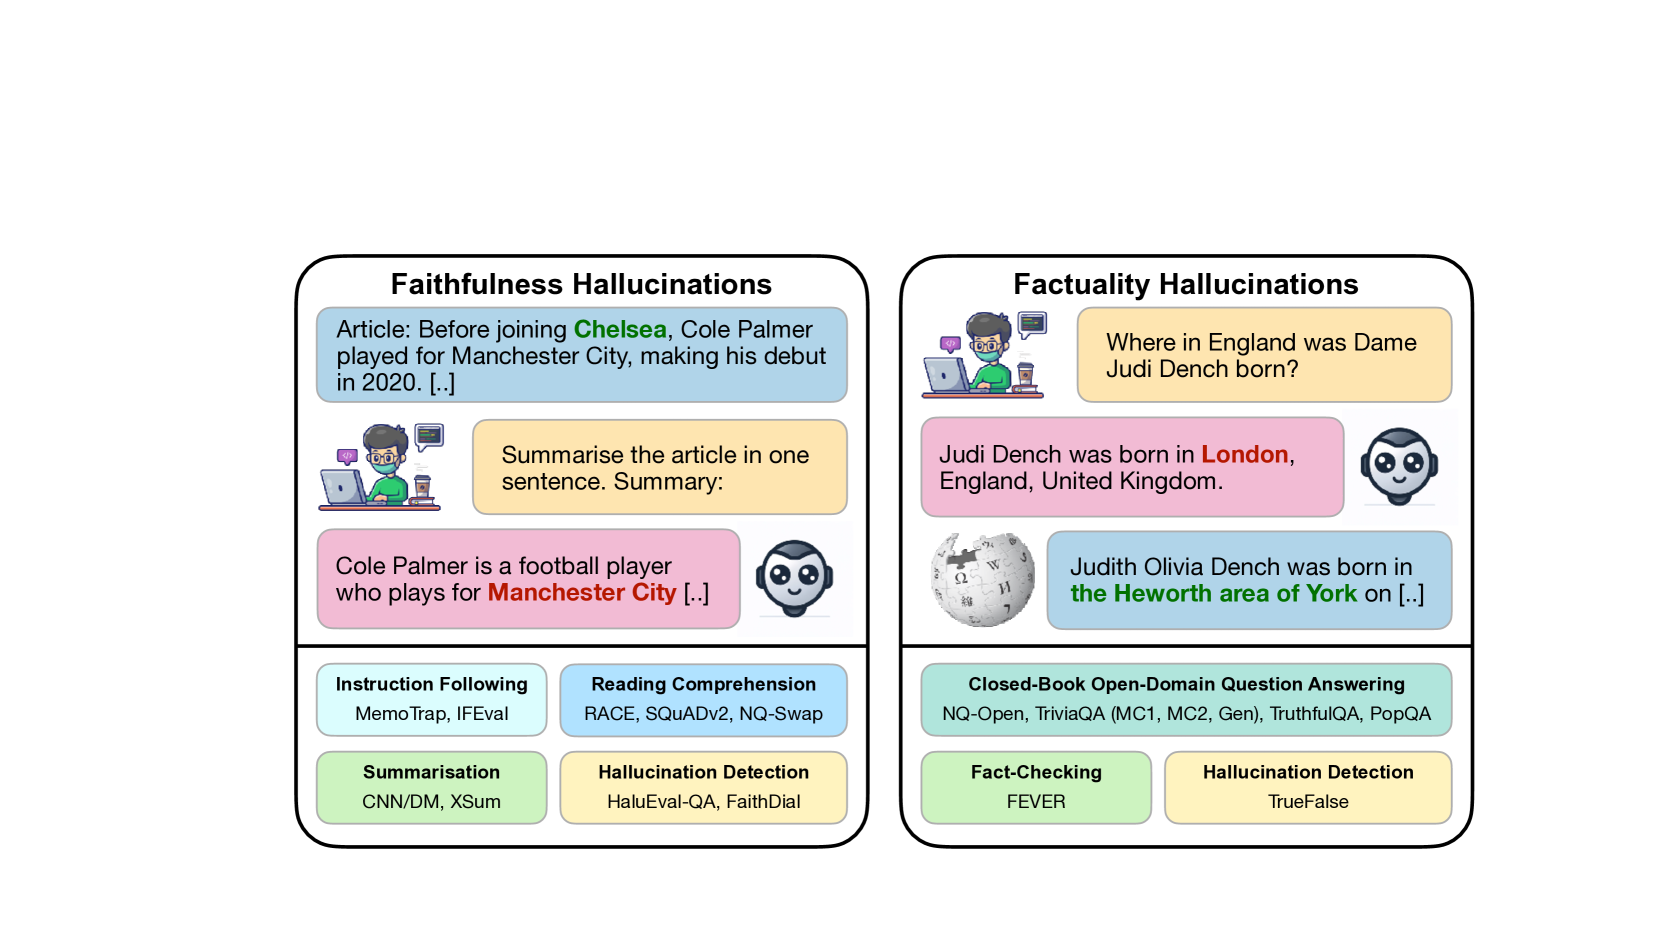 Faithfulness Hallucinations
Article: Before joining Chelsea, Cole Palmer
played for Manchester City, making his debut
in 2020. [..]
Summarise the article in one
sentence. Summary:
Cole Palmer is a football player
who plays for Manchester City [..]
Instruction Following
MemoTrap, IFEval
Reading Comprehension
RACE, SQuADv2, NQ-Swap
Summarisation
CNN/DM, XSum
Hallucination Detection
HaluEval-QA, FaithDial
Factuality Hallucinations
Where in England was Dame
Judi Dench born?
Judi Dench was born in London,
England, United Kingdom.
Judith Olivia Dench was born in
the Heworth area of York on [..]
Closed-Book Open-Domain Question Answering
NQ-Open, TriviaQA (MC1, MC2, Gen), TruthfulQA, PopQA
Fact-Checking
FEVER
Hallucination Detection
TrueFalse